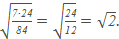 √(7·24/84) = √(24/12) = √2.